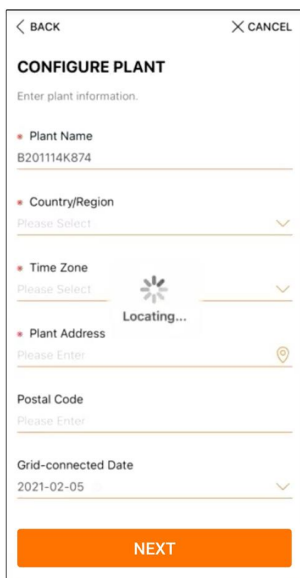 BACK
CANCEL
CONFIGURE PLANT
Enter plant information.
* Plant Name
B201114K874
* Country/Region
Please Select
* Time Zone
Please Select
Locating...
* Plant Address
Please Enter
Postal Code
Please Enter
Grid-connected Date
2021-02-05
NEXT